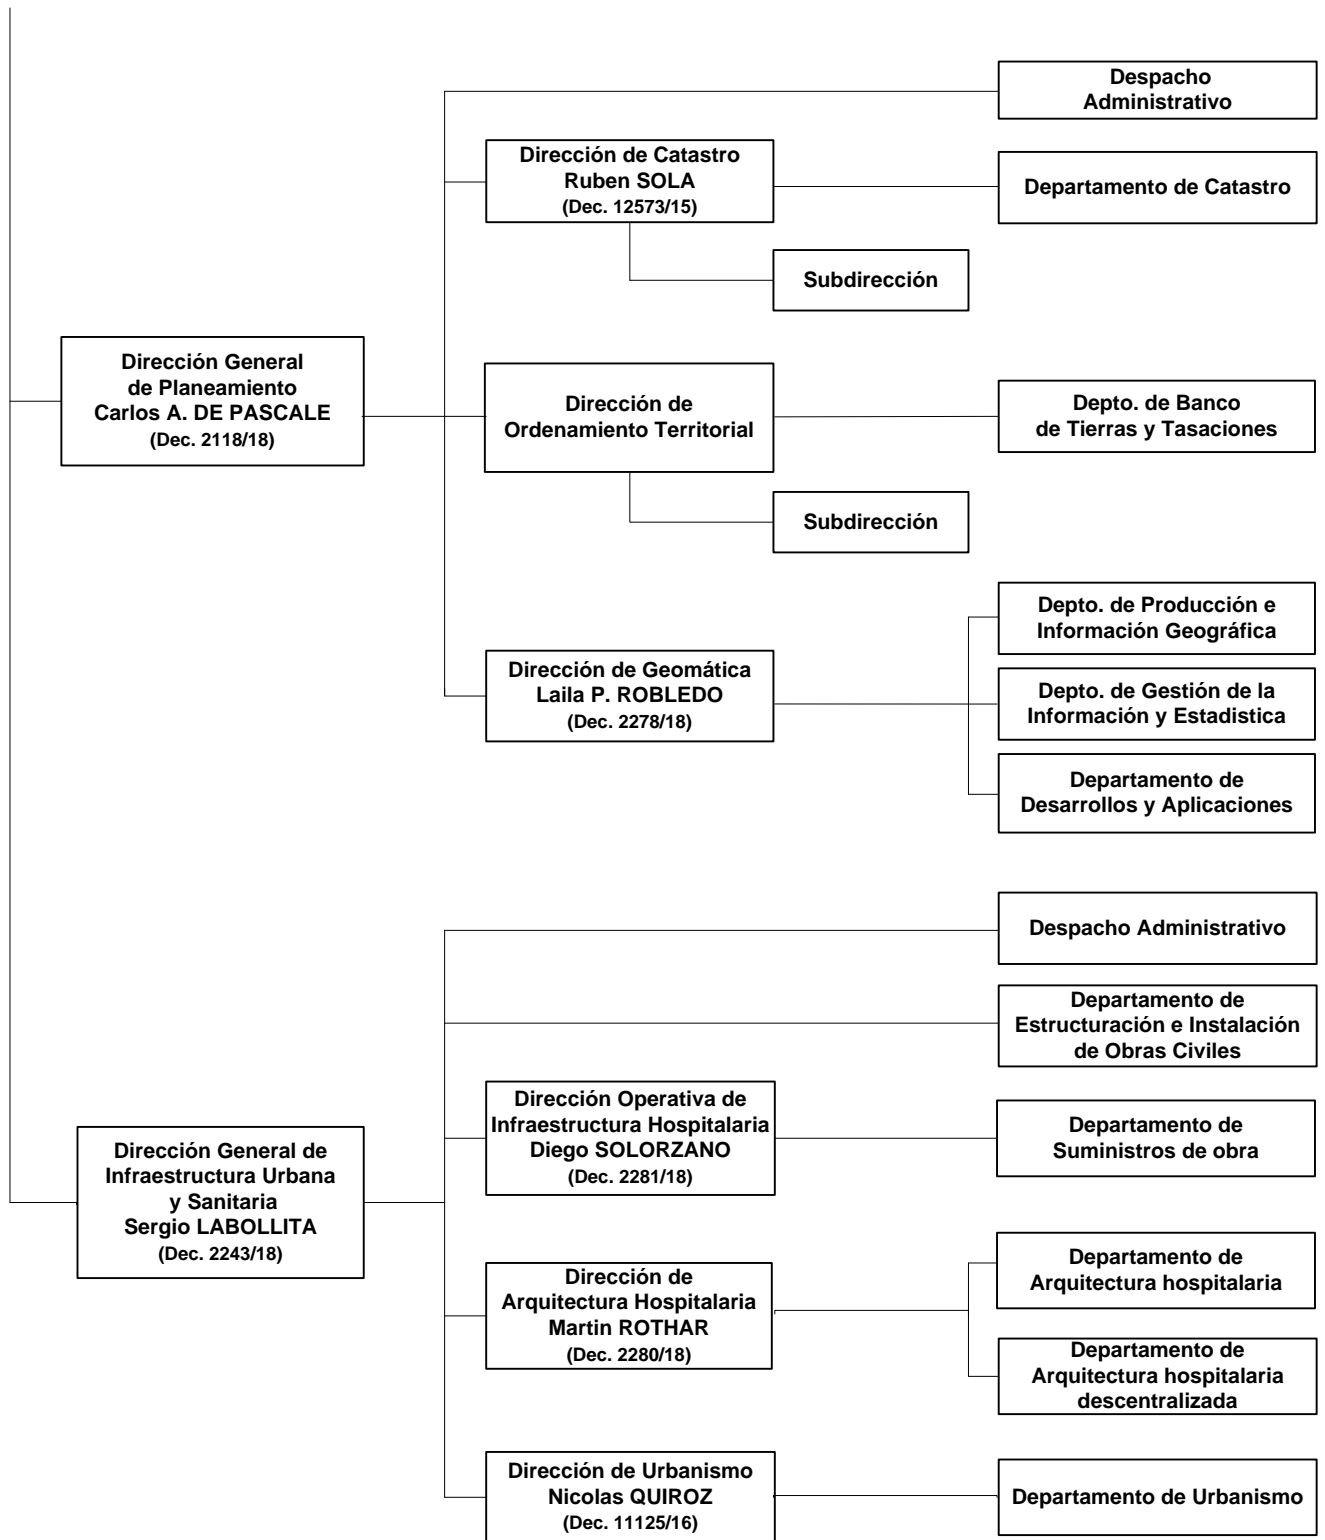 Despacho
Administrativo
Dirección de Catastro
Ruben SOLA
(Dec. 12573/15)
Departamento de Catastro
Subdirección
Dirección General
de Planeamiento
Carlos A. DE PASCALE
(Dec. 2118/18)
Dirección de
Ordenamiento Territorial
Depto. de Banco
de Tierras y Tasaciones
Subdirección
Dirección de Geomática
Laila P. ROBLEDO
(Dec. 2278/18)
Depto. de Producción e
Información Geográfica
Depto. de Gestión de la
Información y Estadistica
Departamento de
Desarrollos y Aplicaciones
Despacho Administrativo
Departamento de
Estructuración e Instalación
de Obras Civiles
Dirección General de
Infraestructura Urbana
y Sanitaria
Sergio LABOLLITA
(Dec. 2243/18)
Dirección Operativa de
Infraestructura Hospitalaria
Diego SOLORZANO
(Dec. 2281/18)
Departamento de
Suministros de obra
Dirección de
Arquitectura Hospitalaria
Martin ROTHAR
(Dec. 2280/18)
Departamento de
Arquitectura hospitalaria
Departamento de
Arquitectura hospitalaria
descentralizada
Dirección de Urbanismo
Nicolas QUIROZ
(Dec. 11125/16)
Departamento de Urbanismo